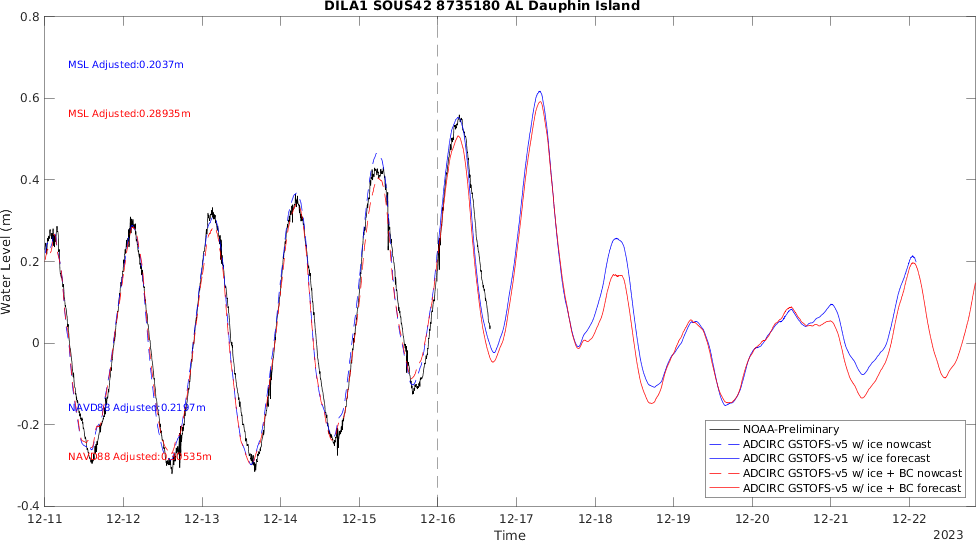 DILA1 SOUS42 8735180 AL Dauphin Island
0.8
0.6
0.4
0.2
0
-0.2
-0.4
Water Level (m)
MSL Adjusted:0.2037m
MSL Adjusted:0.28935m
NAVD88 Adjusted:0.2197m
NAVD88 Adjusted:0.30535m
NOAA-Preliminary
ADCIRC GSTOFS-v5 w/ ice nowcast
ADCIRC GSTOFS-v5 w/ ice forecast
ADCIRC GSTOFS-v5 w/ ice + BC nowcast
ADCIRC GSTOFS-v5 w/ ice + BC forecast
12-11 12-12 12-13 12-14 12-15 12-16 12-17 12-18 12-19 12-20 12-21 12-22
Time
2023